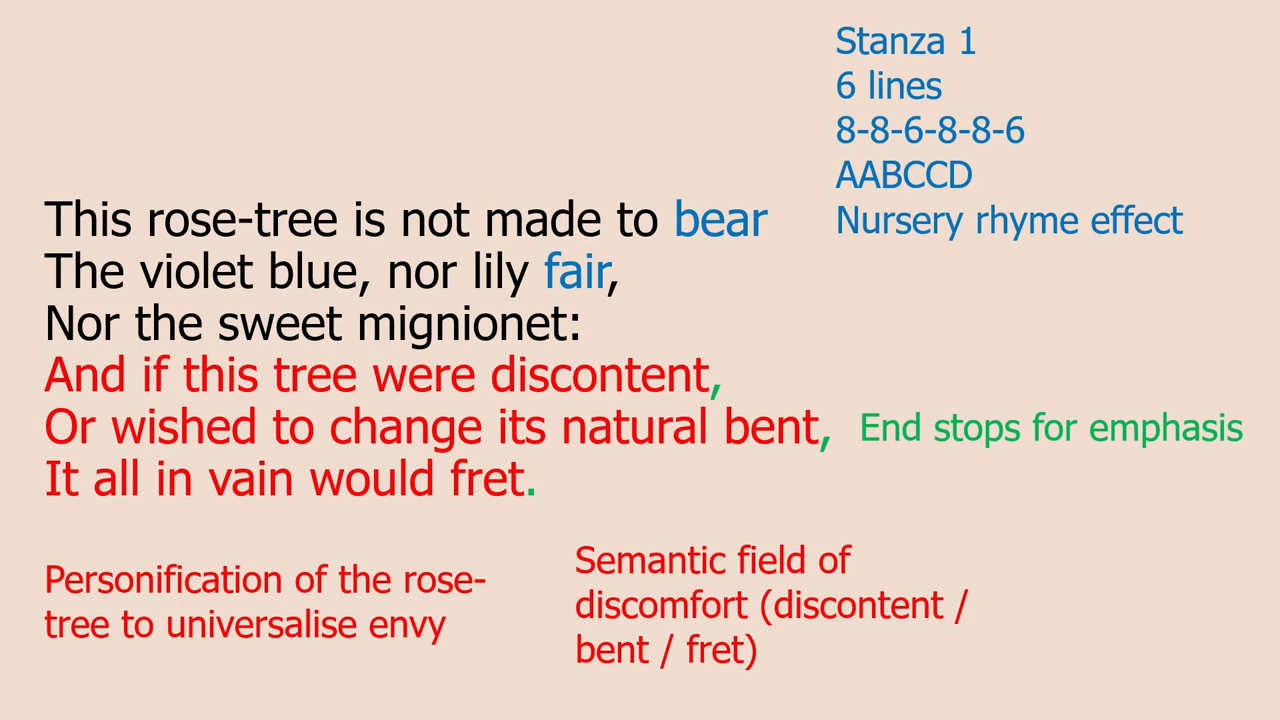 Stanza 1
6 lines
8-8-6-8-8-6
AABCCD
Nursery rhyme effect
This rose-tree is not made to bear
The violet blue, nor lily fair,
Nor the sweet mignionet:
And if this tree were discontent,
Or wished to change its natural bent,
It all in vain would fret.
End stops for emphasis
Personification of the rose-
tree to universalise envy
Semantic field of
discomfort (discontent /
bent / fret)